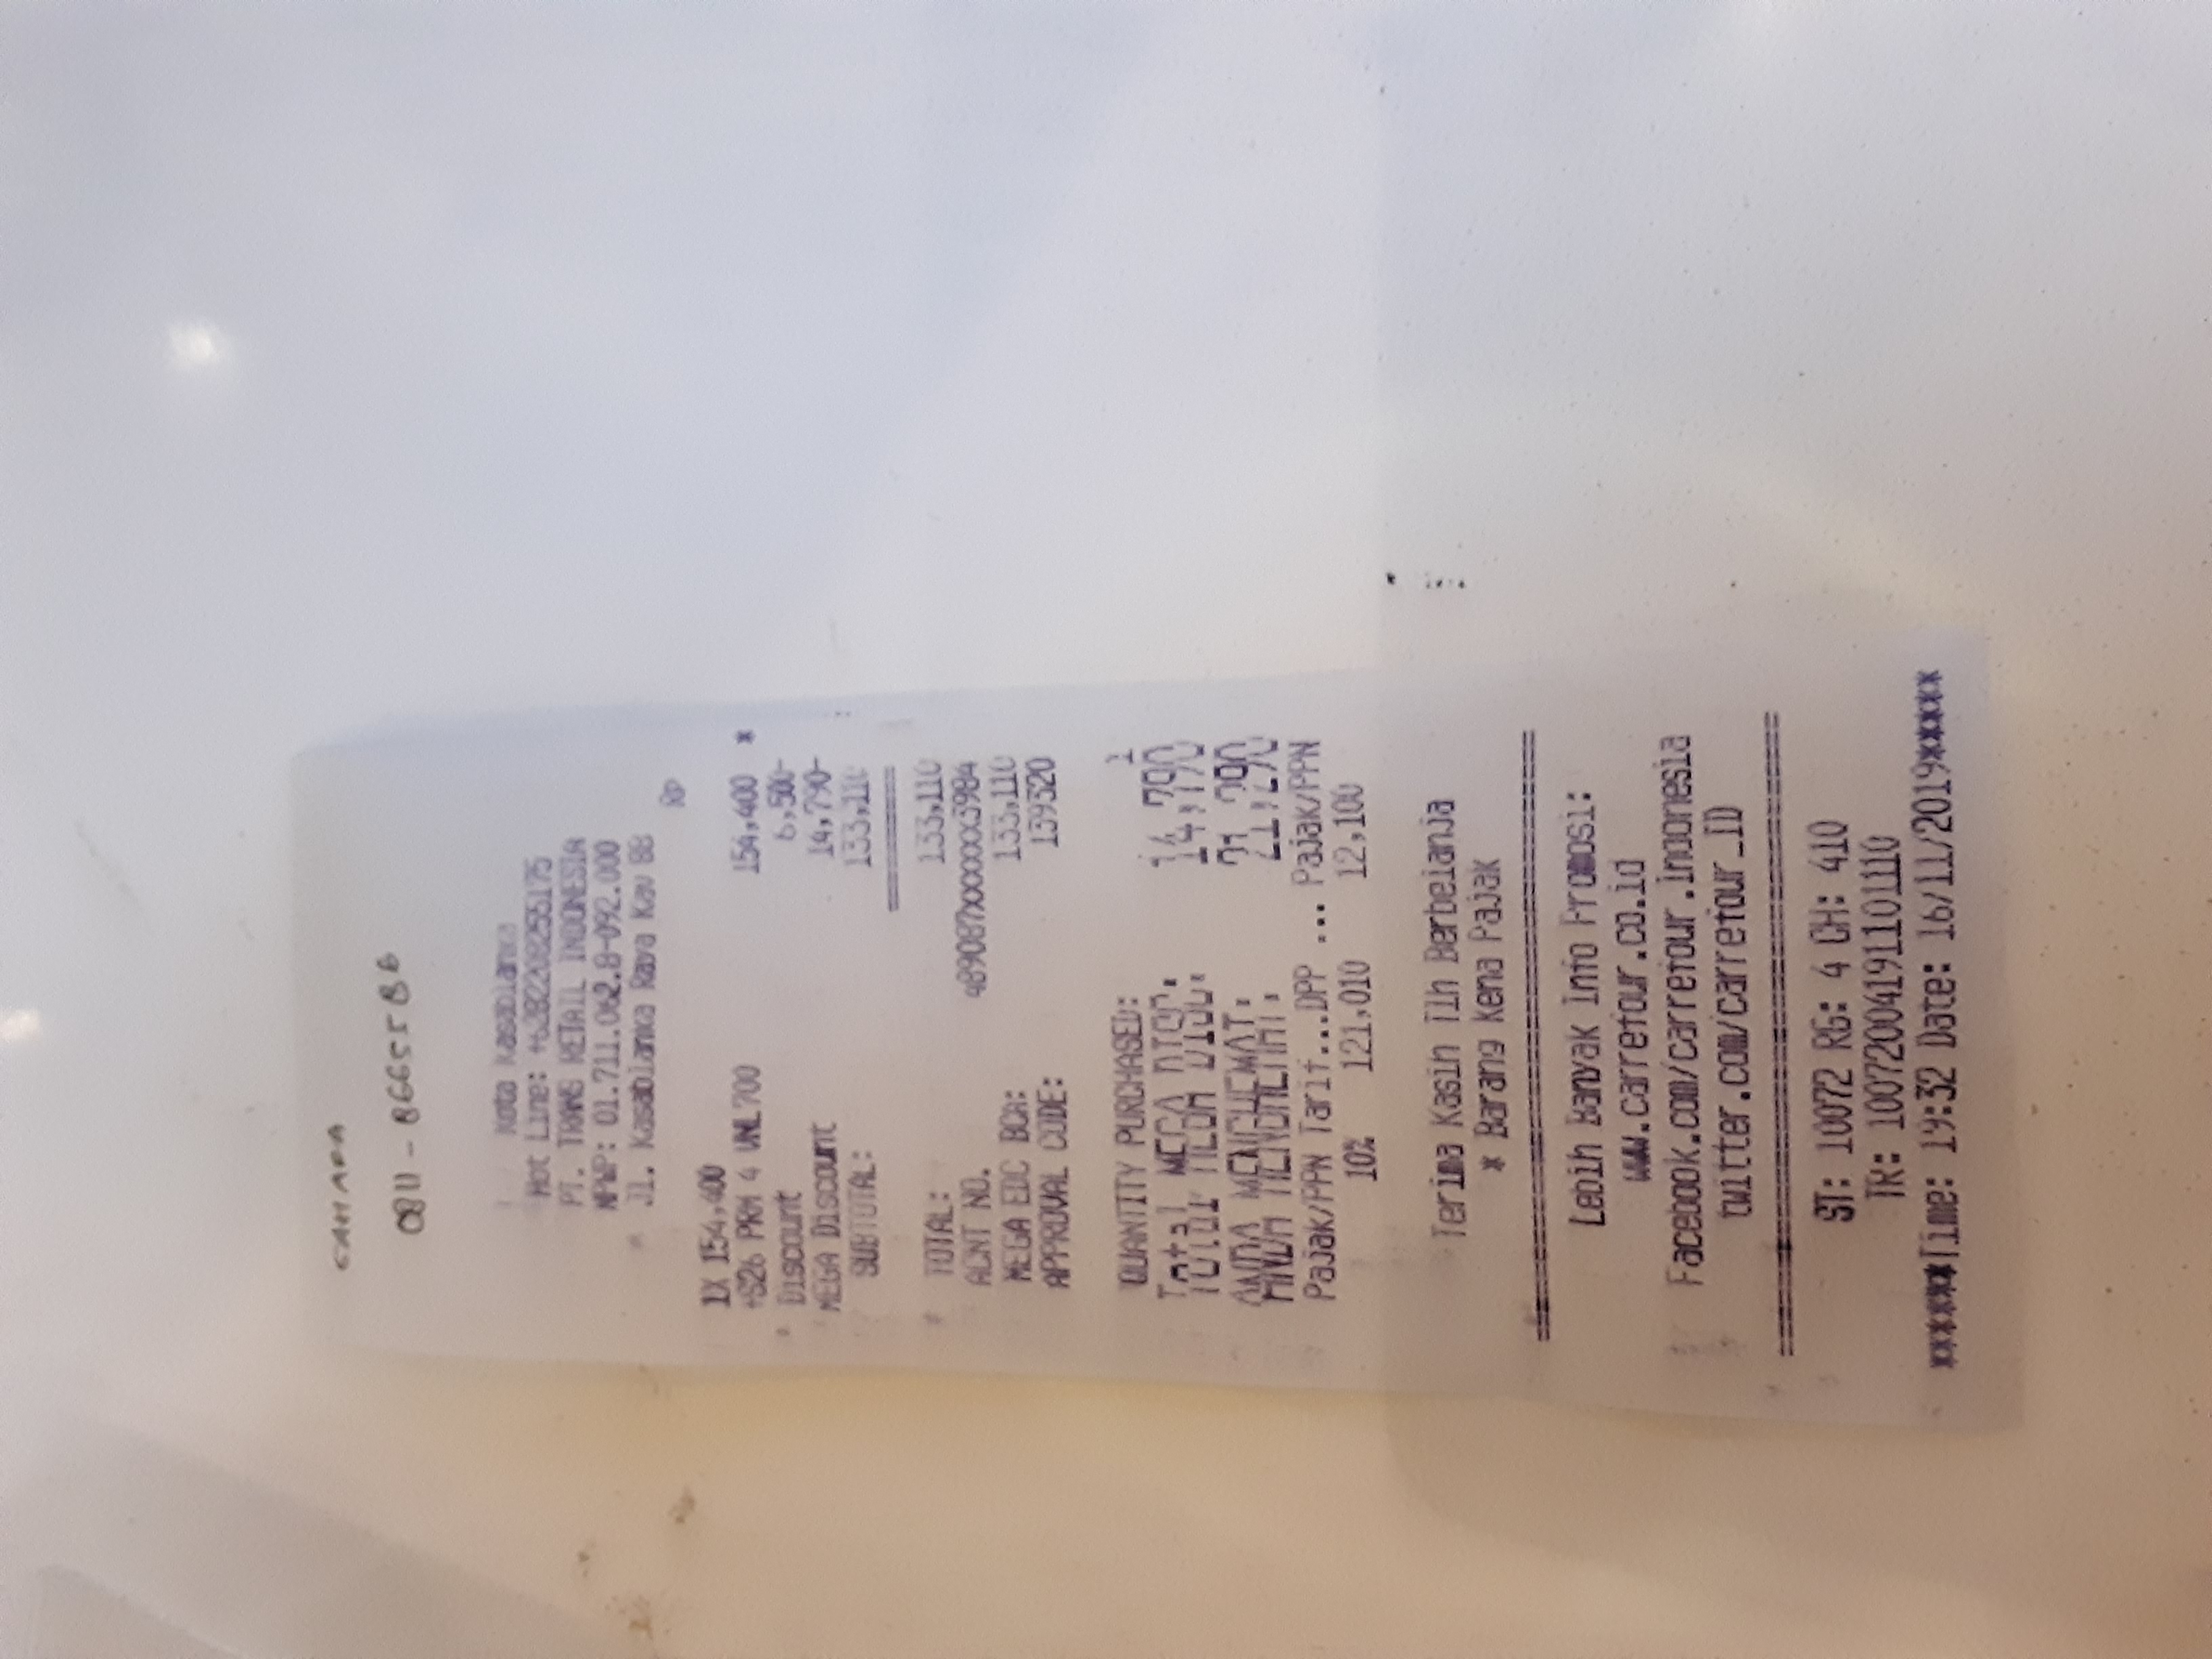 0811-8665586
Kota Kasablanka
Hot Line: +6282208255175
PT. TRANS RETAIL INDONESIA
NPWP: 01.711.062.8-092.000
Jl. Kasablanka Raya Kav 88
Rp
1X 154,400
+S26 PRM 4 VNL700 154,400 *
Discount 6,500-
MEGA Discount 14,790-
SUBTOTAL: 133,110
TOTAL: 133,110
ACNT NO. 489087xxxxxx3984
MEGA EDC BCA: 133,110
APPROVAL CODE: 139320
QUANTITY PURCHASED: 1
Total MEGA DISC: 14,790
ANDA MENGHEMAT: 21,290
Pajak/PPN Tarif...DPP ... Pajak/PPN
10% 121,010 12,100
Terima Kasih Tlh Berbelanja
* Barang Kena Pajak
Lebih Banyak Info Promosi:
www.carrefour.co.id
Facebook.com/carrefour.indonesia
twitter.com/carrefour_ID
ST: 10072 RG: 4 CH: 410
TR: 10072004191101110
******Time: 19:32 Date: 16/11/2019*****